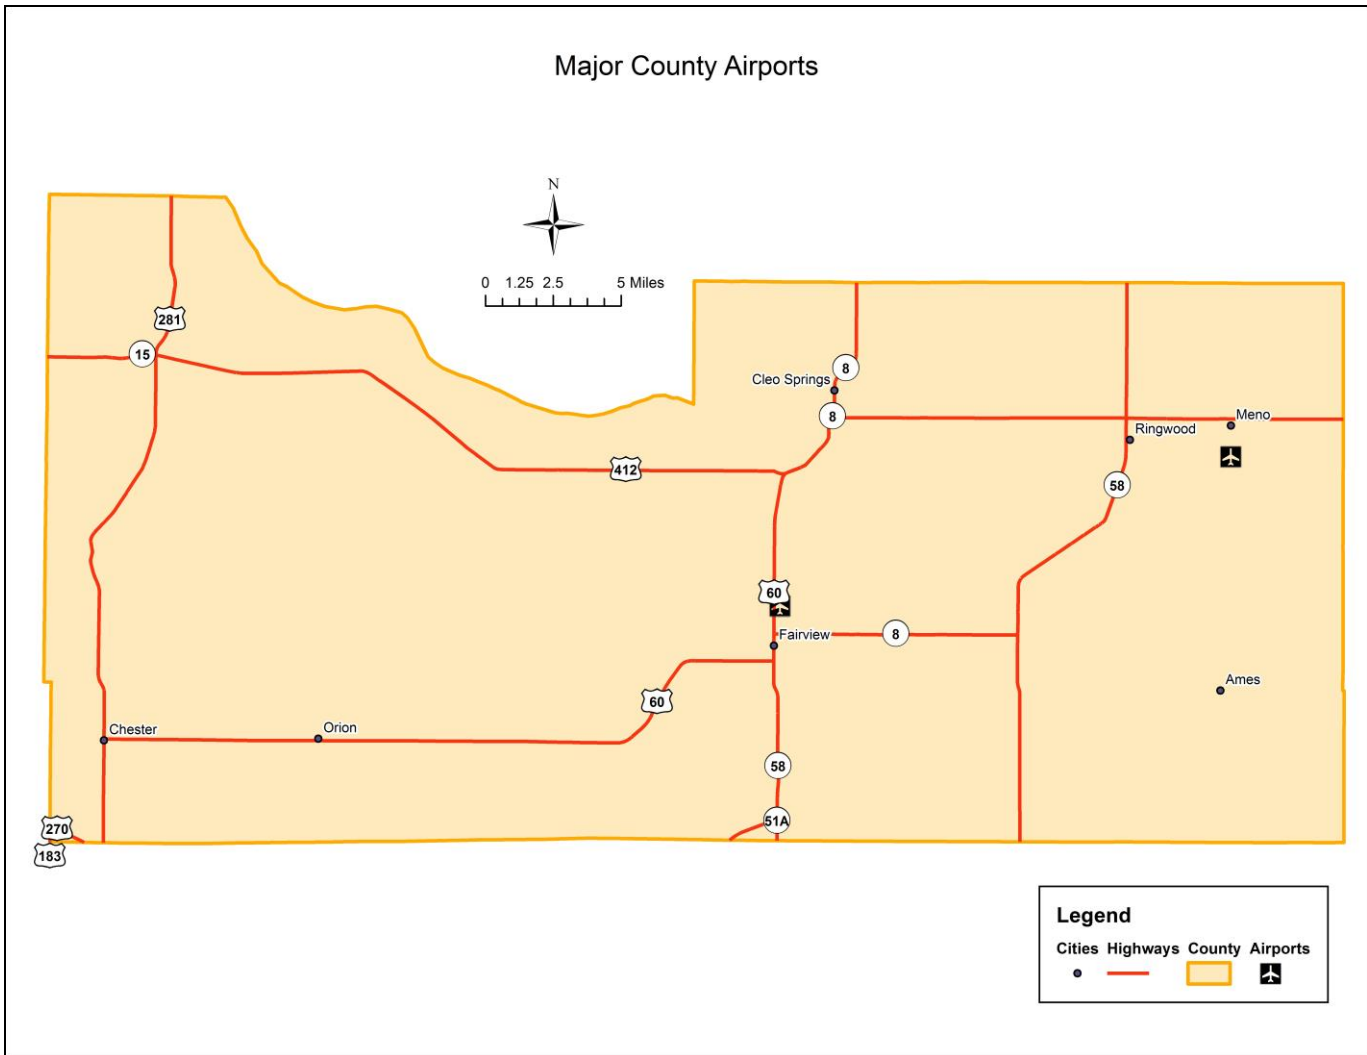 Major County Airports
N
0 1.25 2.5 5 Miles
281
15
8
Cleo Springs
8
Meno
Ringwood
412
58
60
Fairview
8
Ames
60
Chester
Orion
58
51A
270
183
Legend
Cities Highways County Airports